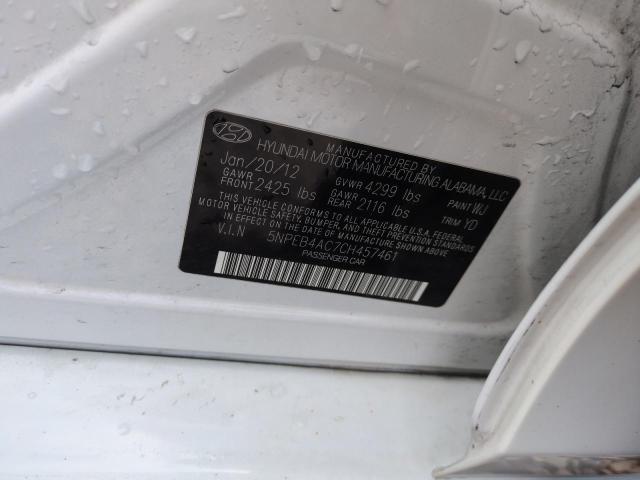 MANUFACTURED BY
HYUNDAI MOTOR MANUFACTURING ALABAMA, LLC
Jan/20/12 GVWR 4299 lbs PAINT WJ
GAWR FRONT 2425 lbs GAWR REAR 2116 lbs TRIM YD
THIS VEHICLE CONFORMS TO ALL APPLICABLE U.S.A. FEDERAL
MOTOR VEHICLE SAFETY, BUMPER, AND THEFT PREVENTION
STANDARDS IN EFFECT ON THE DATE OF MANUFACTURE SHOWN ABOVE
V.I.N 5NPEB4AC7CH457461
PASSENGER CAR